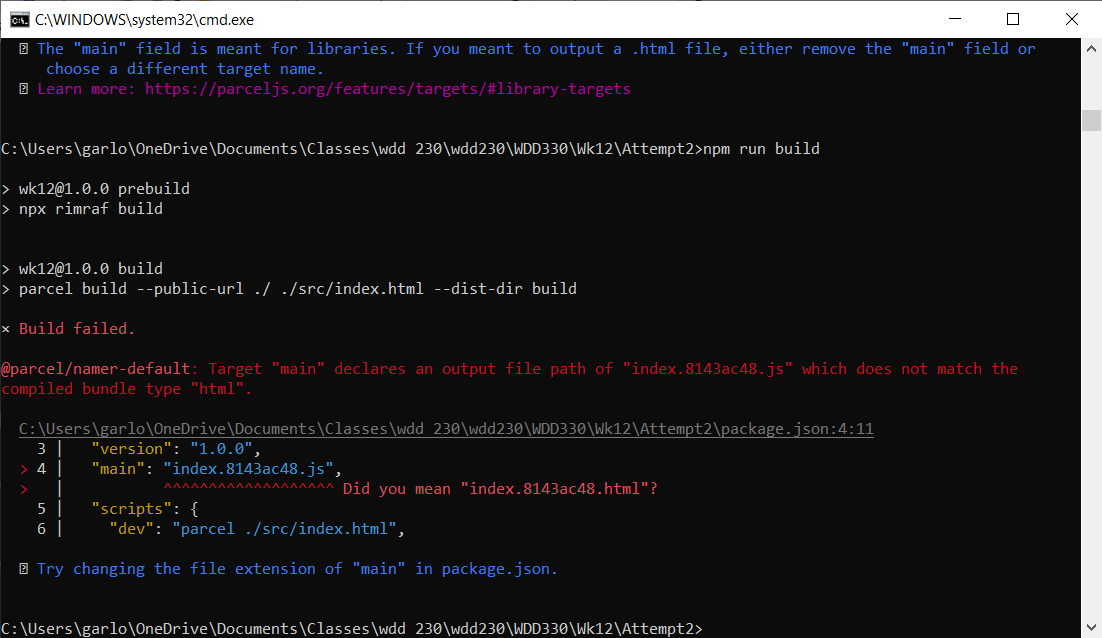 C:\WINDOWS\system32\cmd.exe
The "main" field is meant for libraries. If you meant to output a .html file, either remove the "main" field or
choose a different target name.
Learn more: https://parceljs.org/features/targets/#library-targets
C:\Users\garlo\OneDrive\Documents\Classes\wdd 230\wdd230\WDD330\Wk12\Attempt2>npm run build
> wk12@1.0.0 prebuild
> npx rimraf build
> wk12@1.0.0 build
> parcel build --public-url ./ ./src/index.html --dist-dir build
× Build failed.
@parcel/namer-default: Target "main" declares an output file path of "index.8143ac48.js" which does not match the
compiled bundle type "html".
C:\Users\garlo\OneDrive\Documents\Classes\wdd 230\wdd230\WDD330\Wk12\Attempt2\package.json:4:11
3 |   "version": "1.0.0",
> 4 |   "main": "index.8143ac48.js",
>   |           ^^^^^^^^^^^^^^^^^^^ Did you mean "index.8143ac48.html"?
5 |   "scripts": {
6 |     "dev": "parcel ./src/index.html",
Try changing the file extension of "main" in package.json.
C:\Users\garlo\OneDrive\Documents\Classes\wdd 230\wdd230\WDD330\Wk12\Attempt2>